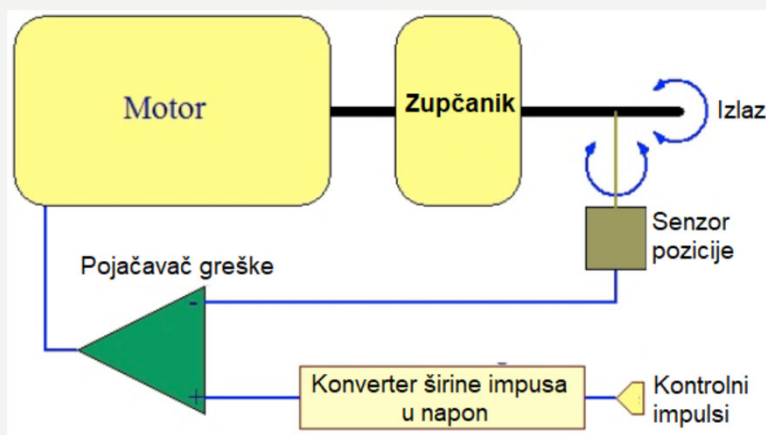 Motor
Zupčanik
Izlaz
Senzor
pozicije
Pojačavač greške
-
+
Konverter širine impusa
u napon
Kontrolni
impulsi